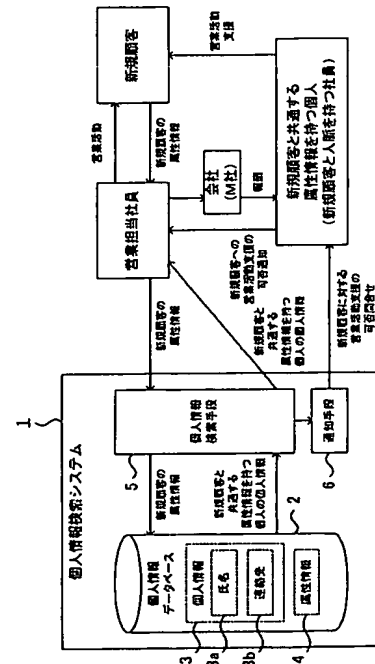 1
個人情報検索システム
個人情報
データベース
個人情報
氏名
連絡先
属性情報
2
3
3a
3b
4
新規顧客の
属性情報
新規顧客と
共通する
属性情報を持つ
個人の個人情報
5
個人情報
検索手段
通知手段
6
新規顧客の
属性情報
新規顧客と
共通する
属性情報を持つ
個人の個人情報
新規顧客への
営業活動支援の
可否通知
新規顧客に対する
営業活動支援の
可否問合せ
営業担当社員
営業活動
新規顧客の
属性情報
新規顧客
会社
(M社)
報酬
営業活動
支援
新規顧客と共通する
属性情報を持つ個人
(新規顧客と人脈を持つ社員)